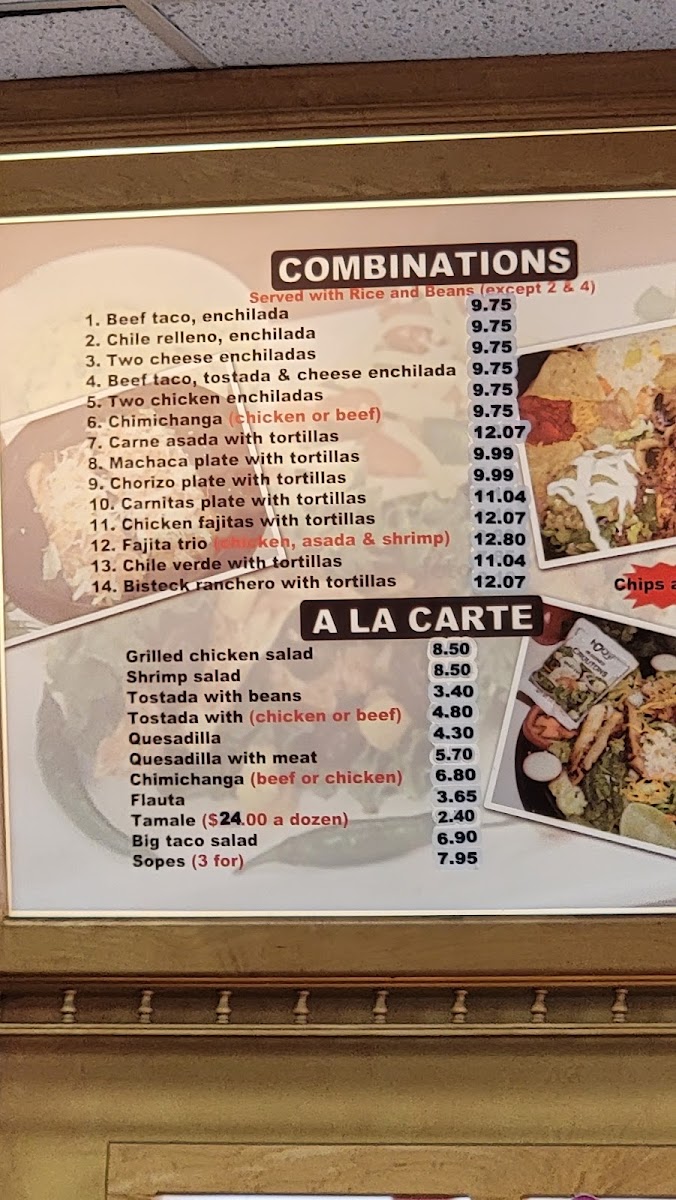 COMBINATIONS
Served with Rice and Beans (except 2 & 4)
1. Beef taco, enchilada 9.75
2. Chile relleno, enchilada 9.75
3. Two cheese enchiladas 9.75
4. Beef taco, tostada & cheese enchilada 9.75
5. Two chicken enchiladas 9.75
6. Chimichanga (chicken or beef) 9.75
7. Carne asada with tortillas 12.07
8. Machaca plate with tortillas 9.99
9. Chorizo plate with tortillas 9.99
10. Carnitas plate with tortillas 11.04
11. Chicken fajitas with tortillas 12.07
12. Fajita trio (chicken, asada & shrimp) 12.80
13. Chile verde with tortillas 11.04
14. Bisteck ranchero with tortillas 12.07
Chips a
A LA CARTE
Grilled chicken salad 8.50
Shrimp salad 8.50
Tostada with beans 3.40
Tostada with (chicken or beef) 4.80
Quesadilla 4.30
Quesadilla with meat 5.70
Chimichanga (beef or chicken) 6.80
Flauta 3.65
Tamale ($24.00 a dozen) 2.40
Big taco salad 6.90
Sopes (3 for) 7.95
CROUTONS